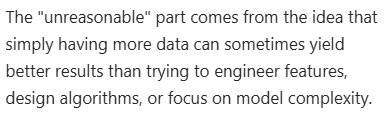 The "unreasonable" part comes from the idea that
simply having more data can sometimes yield
better results than trying to engineer features,
design algorithms, or focus on model complexity.